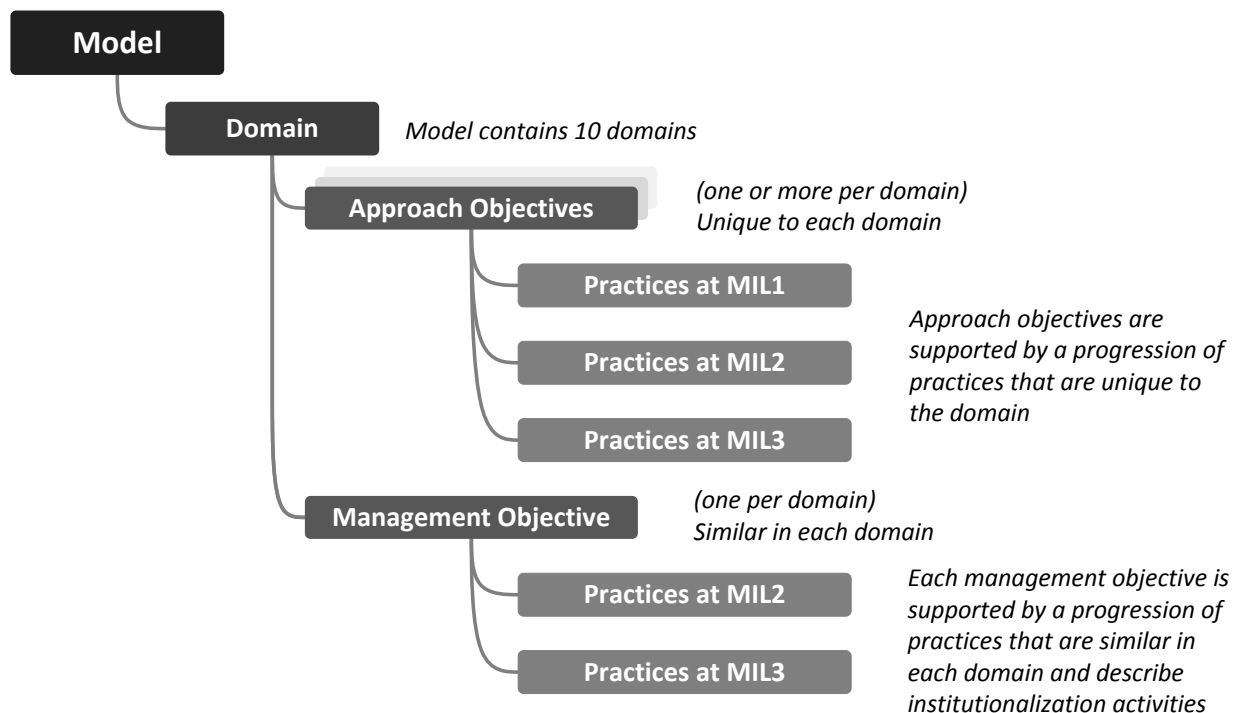 Model
Domain
Model contains 10 domains
Approach Objectives
(one or more per domain)
Unique to each domain
Practices at MIL1
Practices at MIL2
Practices at MIL3
Approach objectives are
supported by a progression of
practices that are unique to
the domain
Management Objective
(one per domain)
Similar in each domain
Practices at MIL2
Practices at MIL3
Each management objective is
supported by a progression of
practices that are similar in
each domain and describe
institutionalization activities